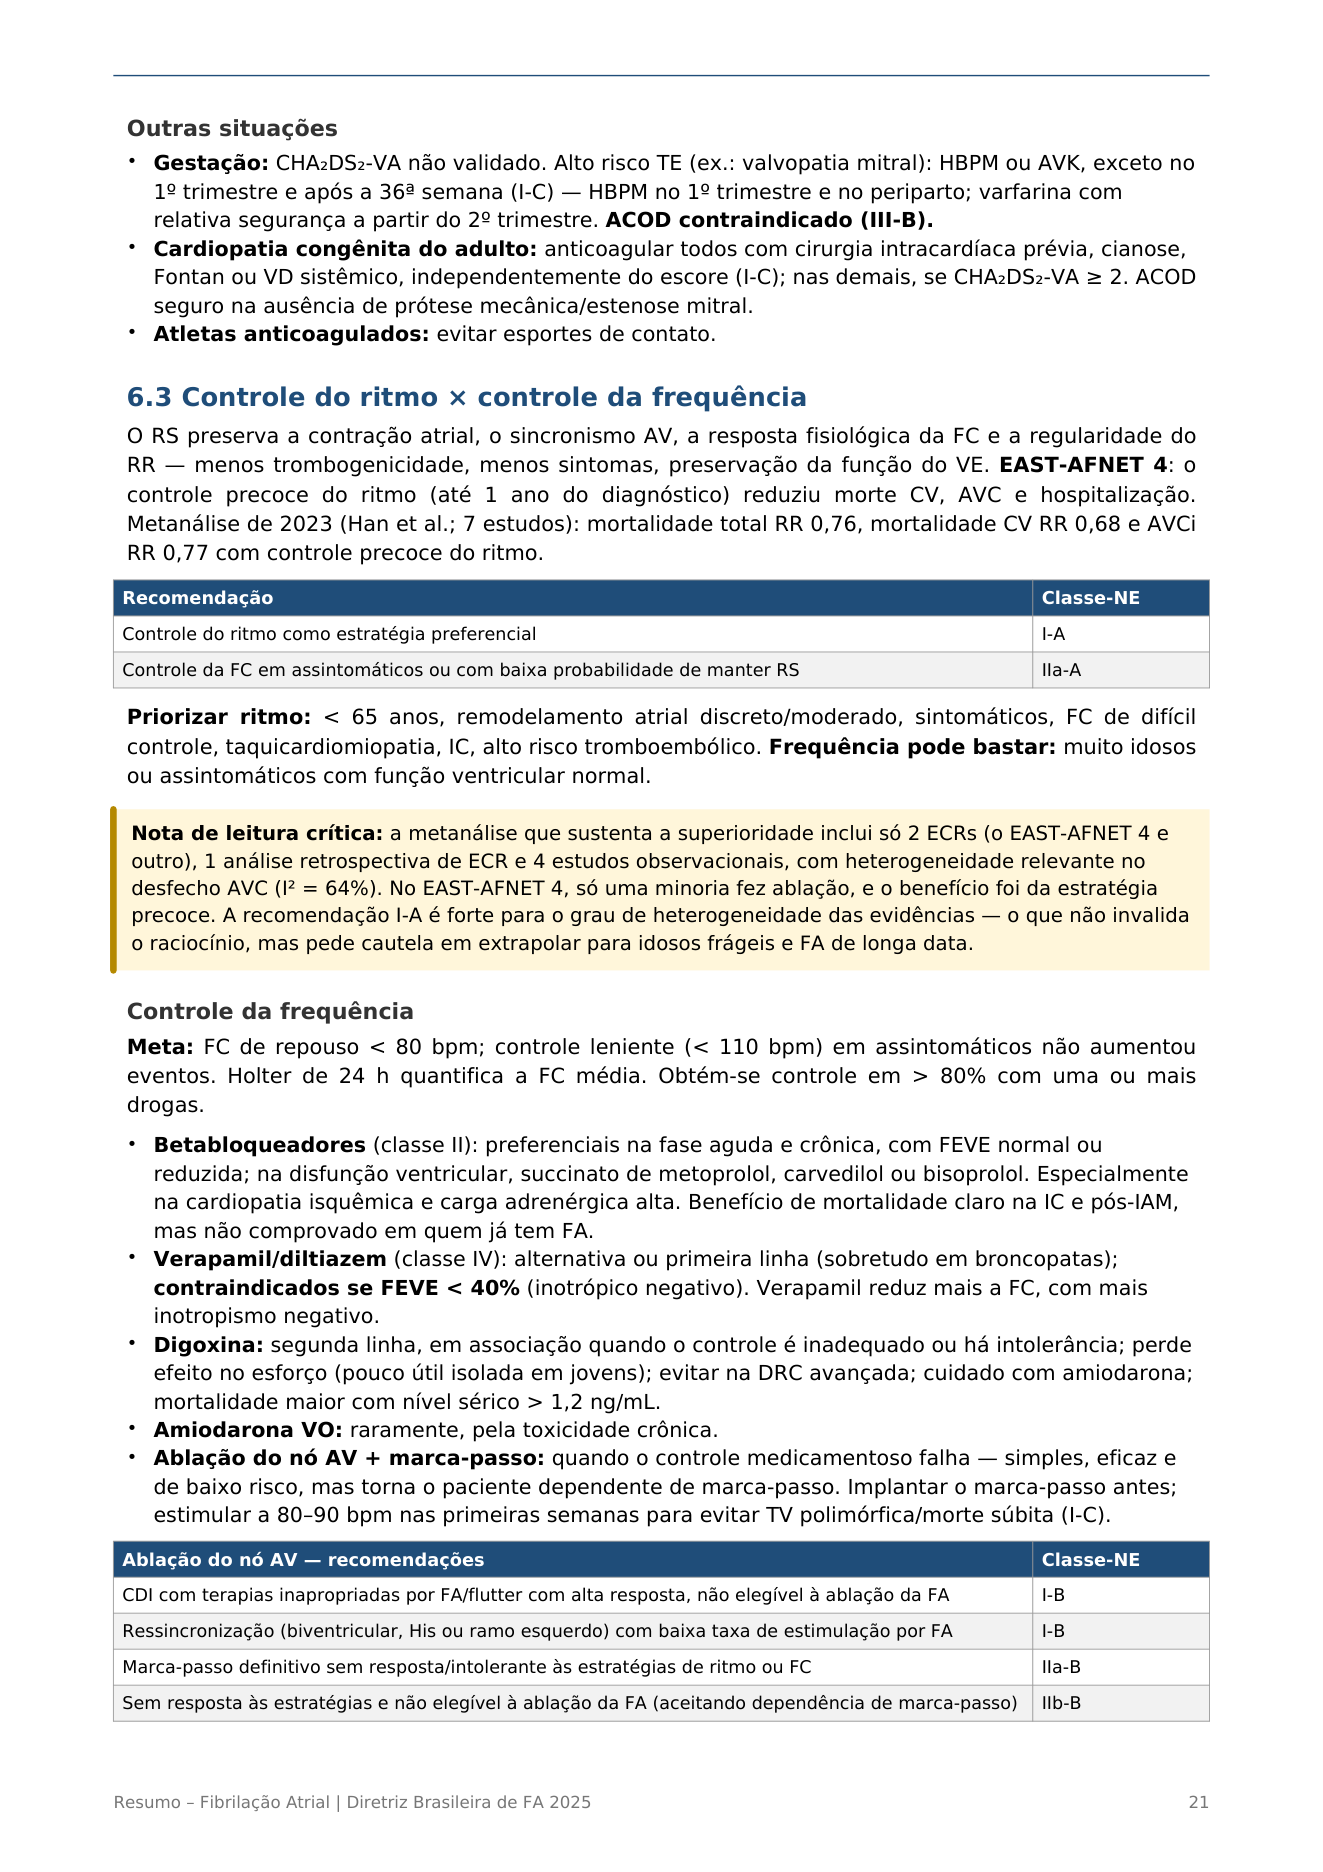 Outras situações
• Gestação: CHA₂DS₂-VA não validado. Alto risco TE (ex.: valvopatia mitral): HBPM ou AVK, exceto no
1º trimestre e após a 36ª semana (I-C) — HBPM no 1º trimestre e no periparto; varfarina com
relativa segurança a partir do 2º trimestre. ACOD contraindicado (III-B).
• Cardiopatia congênita do adulto: anticoagular todos com cirurgia intracardíaca prévia, cianose,
Fontan ou VD sistêmico, independentemente do escore (I-C); nas demais, se CHA₂DS₂-VA ≥ 2. ACOD
seguro na ausência de prótese mecânica/estenose mitral.
• Atletas anticoagulados: evitar esportes de contato.
6.3 Controle do ritmo × controle da frequência
O RS preserva a contração atrial, o sincronismo AV, a resposta fisiológica da FC e a regularidade do
RR — menos trombogenicidade, menos sintomas, preservação da função do VE. EAST-AFNET 4: o
controle precoce do ritmo (até 1 ano do diagnóstico) reduziu morte CV, AVC e hospitalização.
Metanálise de 2023 (Han et al.; 7 estudos): mortalidade total RR 0,76, mortalidade CV RR 0,68 e AVCi
RR 0,77 com controle precoce do ritmo.
Recomendação Classe-NE
Controle do ritmo como estratégia preferencial I-A
Controle da FC em assintomáticos ou com baixa probabilidade de manter RS IIa-A
Priorizar ritmo: < 65 anos, remodelamento atrial discreto/moderado, sintomáticos, FC de difícil
controle, taquicardiomiopatia, IC, alto risco tromboembólico. Frequência pode bastar: muito idosos
ou assintomáticos com função ventricular normal.
Nota de leitura crítica: a metanálise que sustenta a superioridade inclui só 2 ECRs (o EAST-AFNET 4 e
outro), 1 análise retrospectiva de ECR e 4 estudos observacionais, com heterogeneidade relevante no
desfecho AVC (I² = 64%). No EAST-AFNET 4, só uma minoria fez ablação, e o benefício foi da estratégia
precoce. A recomendação I-A é forte para o grau de heterogeneidade das evidências — o que não invalida
o raciocínio, mas pede cautela em extrapolar para idosos frágeis e FA de longa data.
Controle da frequência
Meta: FC de repouso < 80 bpm; controle leniente (< 110 bpm) em assintomáticos não aumentou
eventos. Holter de 24 h quantifica a FC média. Obtém-se controle em > 80% com uma ou mais
drogas.
• Betabloqueadores (classe II): preferenciais na fase aguda e crônica, com FEVE normal ou
reduzida; na disfunção ventricular, succinato de metoprolol, carvedilol ou bisoprolol. Especialmente
na cardiopatia isquêmica e carga adrenérgica alta. Benefício de mortalidade claro na IC e pós-IAM,
mas não comprovado em quem já tem FA.
• Verapamil/diltiazem (classe IV): alternativa ou primeira linha (sobretudo em broncopatas);
contraindicados se FEVE < 40% (inotrópico negativo). Verapamil reduz mais a FC, com mais
inotropismo negativo.
• Digoxina: segunda linha, em associação quando o controle é inadequado ou há intolerância; perde
efeito no esforço (pouco útil isolada em jovens); evitar na DRC avançada; cuidado com amiodarona;
mortalidade maior com nível sérico > 1,2 ng/mL.
• Amiodarona VO: raramente, pela toxicidade crônica.
• Ablação do nó AV + marca-passo: quando o controle medicamentoso falha — simples, eficaz e
de baixo risco, mas torna o paciente dependente de marca-passo. Implantar o marca-passo antes;
estimular a 80–90 bpm nas primeiras semanas para evitar TV polimórfica/morte súbita (I-C).
Ablação do nó AV — recomendações Classe-NE
CDI com terapias inapropriadas por FA/flutter com alta resposta, não elegível à ablação da FA I-B
Ressincronização (biventricular, His ou ramo esquerdo) com baixa taxa de estimulação por FA I-B
Marca-passo definitivo sem resposta/intolerante às estratégias de ritmo ou FC IIa-B
Sem resposta às estratégias e não elegível à ablação da FA (aceitando dependência de marca-passo) IIb-B
Resumo – Fibrilação Atrial | Diretriz Brasileira de FA 2025 21